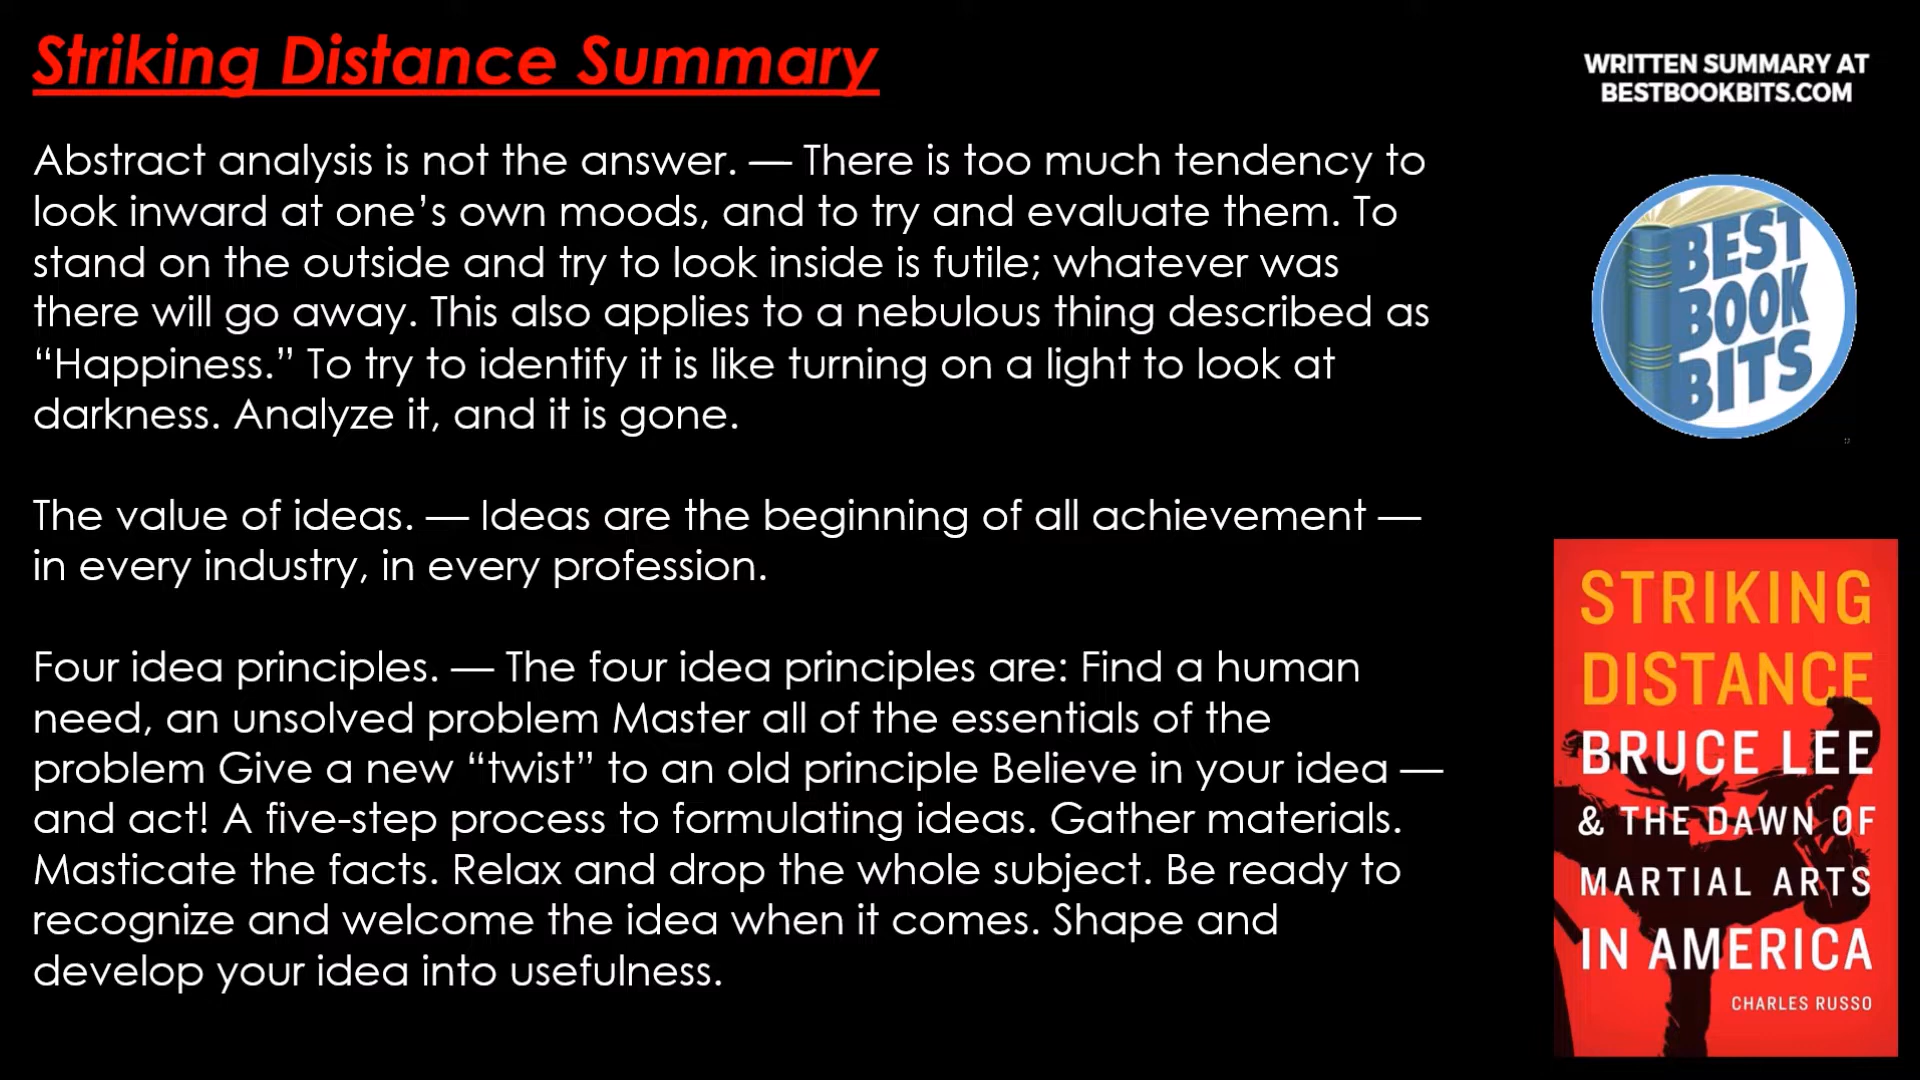 Striking Distance Summary
WRITTEN SUMMARY AT
BESTBOOKBITS.COM
Abstract analysis is not the answer. — There is too much tendency to
look inward at one’s own moods, and to try and evaluate them. To
stand on the outside and try to look inside is futile; whatever was
there will go away. This also applies to a nebulous thing described as
“Happiness.” To try to identify it is like turning on a light to look at
darkness. Analyze it, and it is gone.
The value of ideas. — Ideas are the beginning of all achievement —
in every industry, in every profession.
Four idea principles. — The four idea principles are: Find a human
need, an unsolved problem Master all of the essentials of the
problem Give a new “twist” to an old principle Believe in your idea —
and act! A five-step process to formulating ideas. Gather materials.
Masticate the facts. Relax and drop the whole subject. Be ready to
recognize and welcome the idea when it comes. Shape and
develop your idea into usefulness.
BEST
BOOK
BITS
STRIKING
DISTANCE
BRUCE LEE
& THE DAWN OF
MARTIAL ARTS
IN AMERICA
CHARLES RUSSO